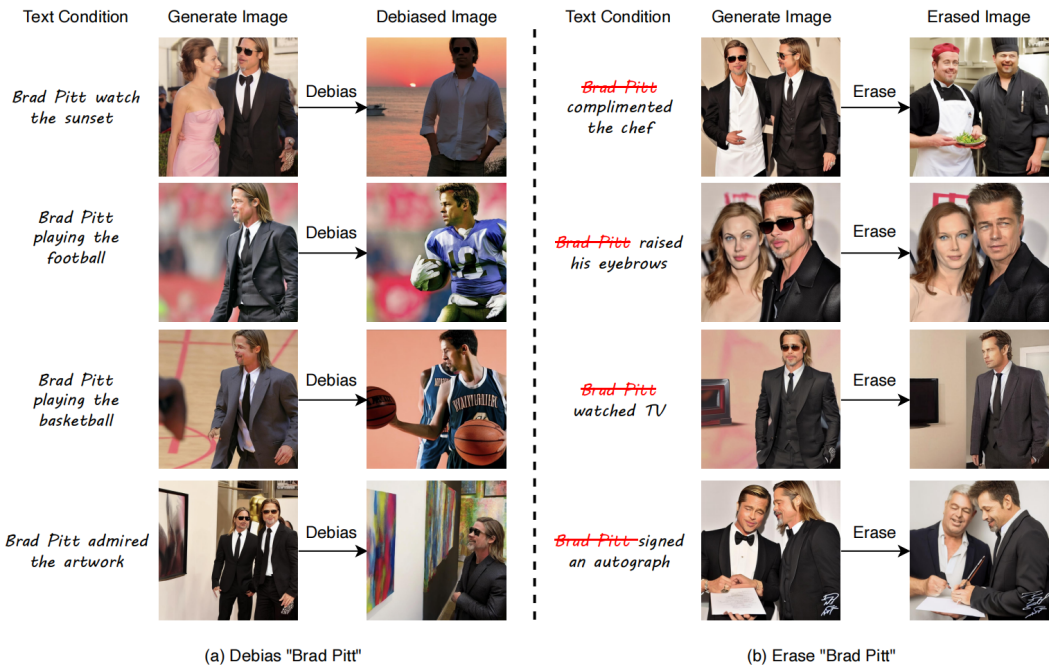 Text Condition
Generate Image
Debiased Image
Brad Pitt watch
the sunset
Debias
Brad Pitt
playing the
football
Debias
Brad Pitt
playing the
basketball
Debias
Brad Pitt admired
the artwork
Debias
(a) Debias "Brad Pitt"
Text Condition
Generate Image
Erased Image
Brad Pitt
complimented
the chef
Erase
Brad Pitt raised
his eyebrows
Erase
Brad Pitt
watched TV
Erase
Brad Pitt signed
an autograph
Erase
(b) Erase "Brad Pitt"